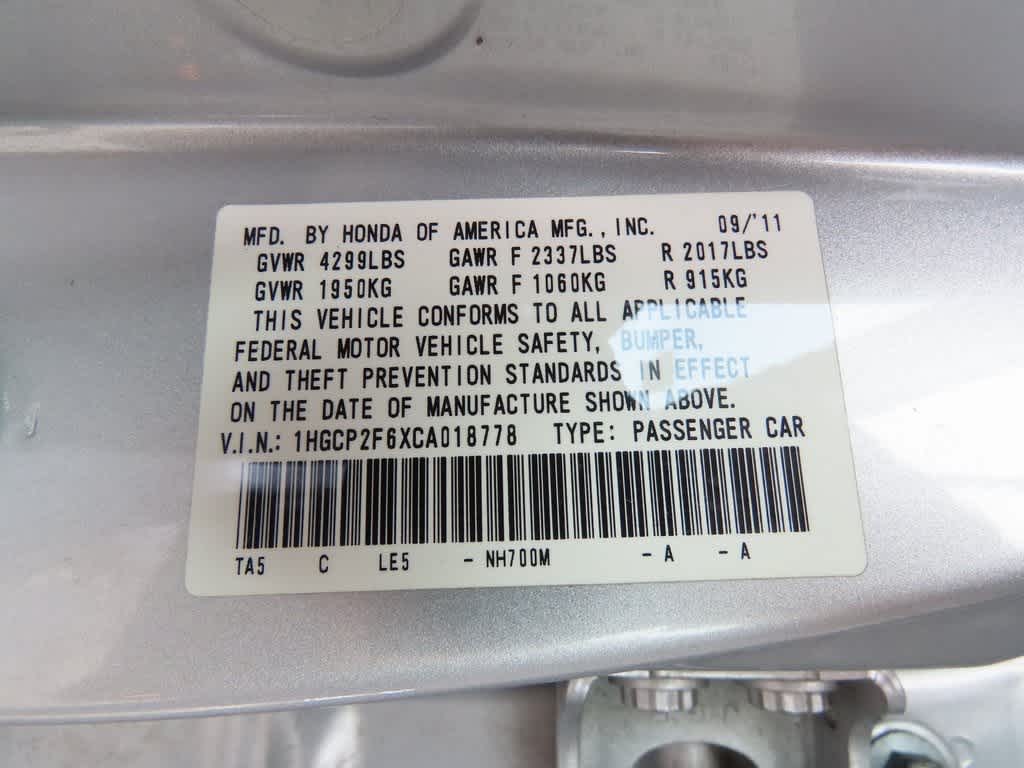 MFD. BY HONDA OF AMERICA MFG., INC. 09/'11
GVWR 4299LBS GAWR F 2337LBS R 2017LBS
GVWR 1950KG GAWR F 1060KG R 915KG
THIS VEHICLE CONFORMS TO ALL APPLICABLE
FEDERAL MOTOR VEHICLE SAFETY, BUMPER,
AND THEFT PREVENTION STANDARDS IN EFFECT
ON THE DATE OF MANUFACTURE SHOWN ABOVE.
V.I.N.: 1HGCP2F6XCA018778 TYPE: PASSENGER CAR
TA5 C LE5 - NH700M - A - A